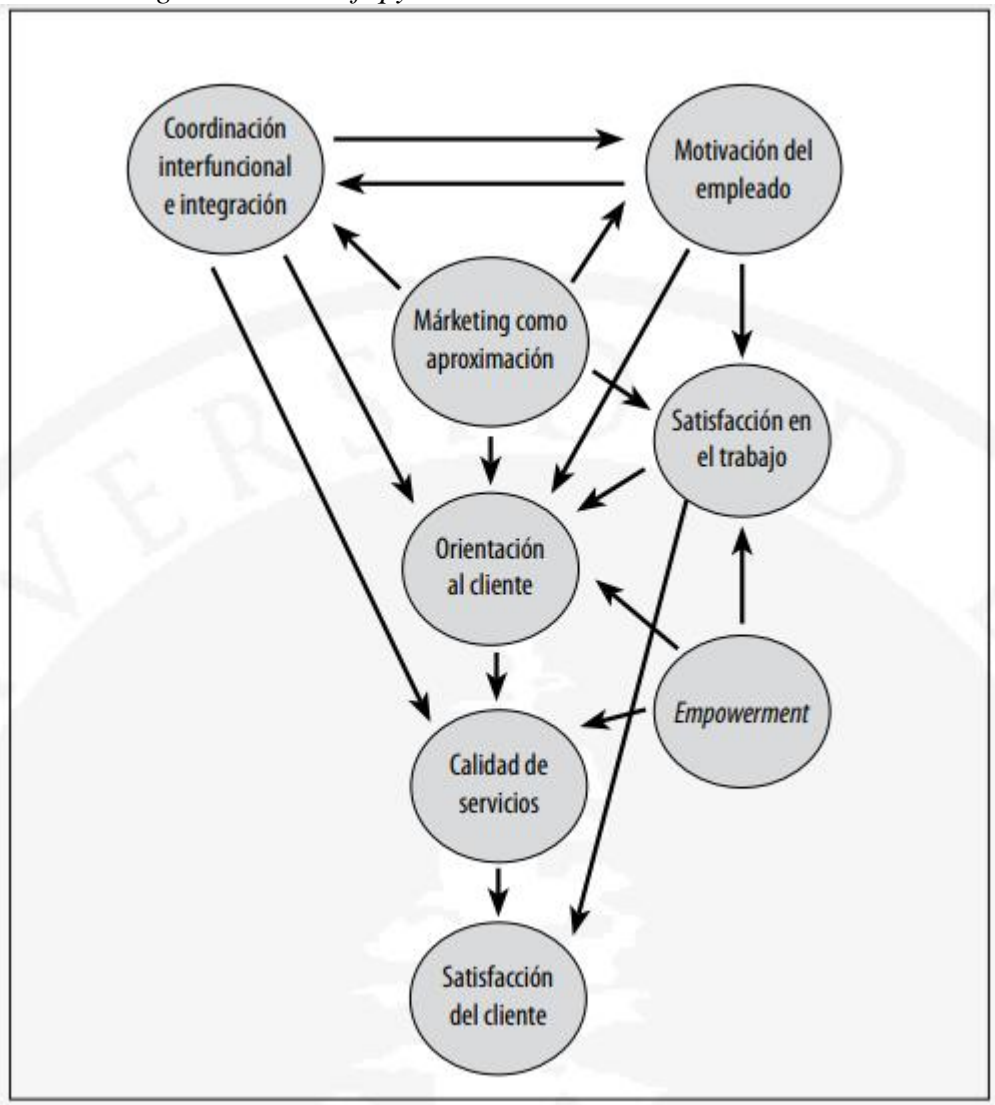 Coordinación
interfuncional
e integración
Motivación del
empleado
Márketing como
aproximación
Satisfacción en
el trabajo
Orientación
al cliente
Empowerment
Calidad de
servicios
Satisfacción
del cliente